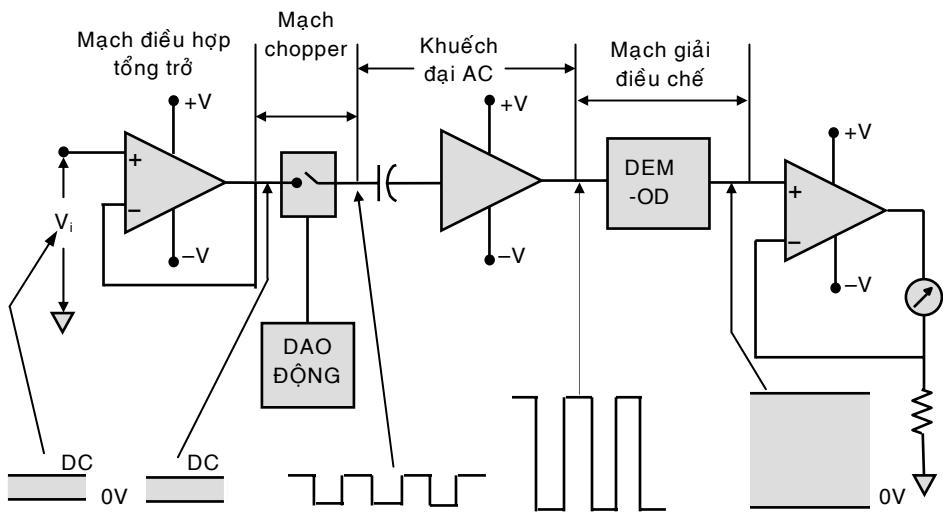 Mạch điều hợp
tổng trở
Mạch
chopper
Khuếch
đại AC
Mạch giải
điều chế
+V
+V
+V
+
−
Vᵢ
−V
−V
DEM
-OD
+
−
−V
DAO
ĐỘNG
DC
0V
DC
0V